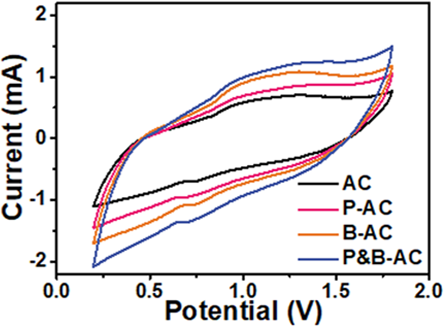 2
1
0
-1
-2
Current (mA)
AC
P-AC
B-AC
P&B-AC
0.0 0.5 1.0 1.5 2.0
Potential (V)